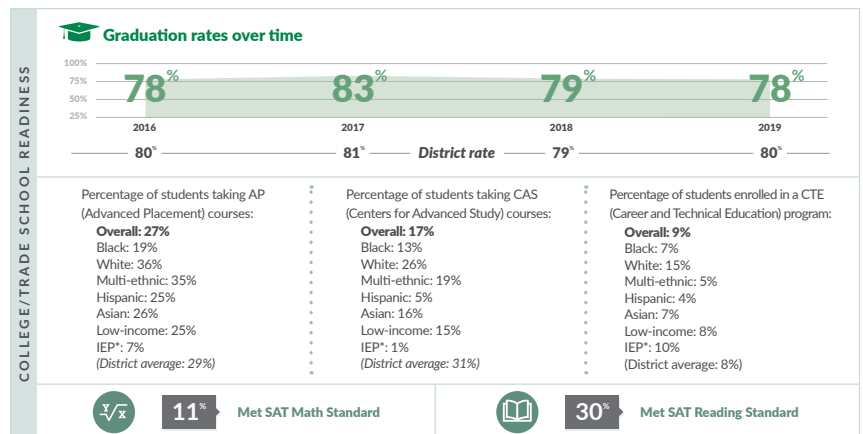 COLLEGE/TRADE SCHOOL READINESS
Graduation rates over time
100%
75%
50%
25%
78%
83%
79%
78%
2016
2017
2018
2019
80% 81% District rate 79% 80%
Percentage of students taking AP
(Advanced Placement) courses:
Overall: 27%
Black: 19%
White: 36%
Multi-ethnic: 35%
Hispanic: 25%
Asian: 26%
Low-income: 25%
IEP*: 7%
(District average: 29%)
Percentage of students taking CAS
(Centers for Advanced Study) courses:
Overall: 17%
Black: 13%
White: 26%
Multi-ethnic: 19%
Hispanic: 5%
Asian: 16%
Low-income: 15%
IEP*: 1%
(District average: 31%)
Percentage of students enrolled in a CTE
(Career and Technical Education) program:
Overall: 9%
Black: 7%
White: 15%
Multi-ethnic: 5%
Hispanic: 4%
Asian: 7%
Low-income: 8%
IEP*: 10%
(District average: 8%)
Y√X
11% Met SAT Math Standard
30% Met SAT Reading Standard